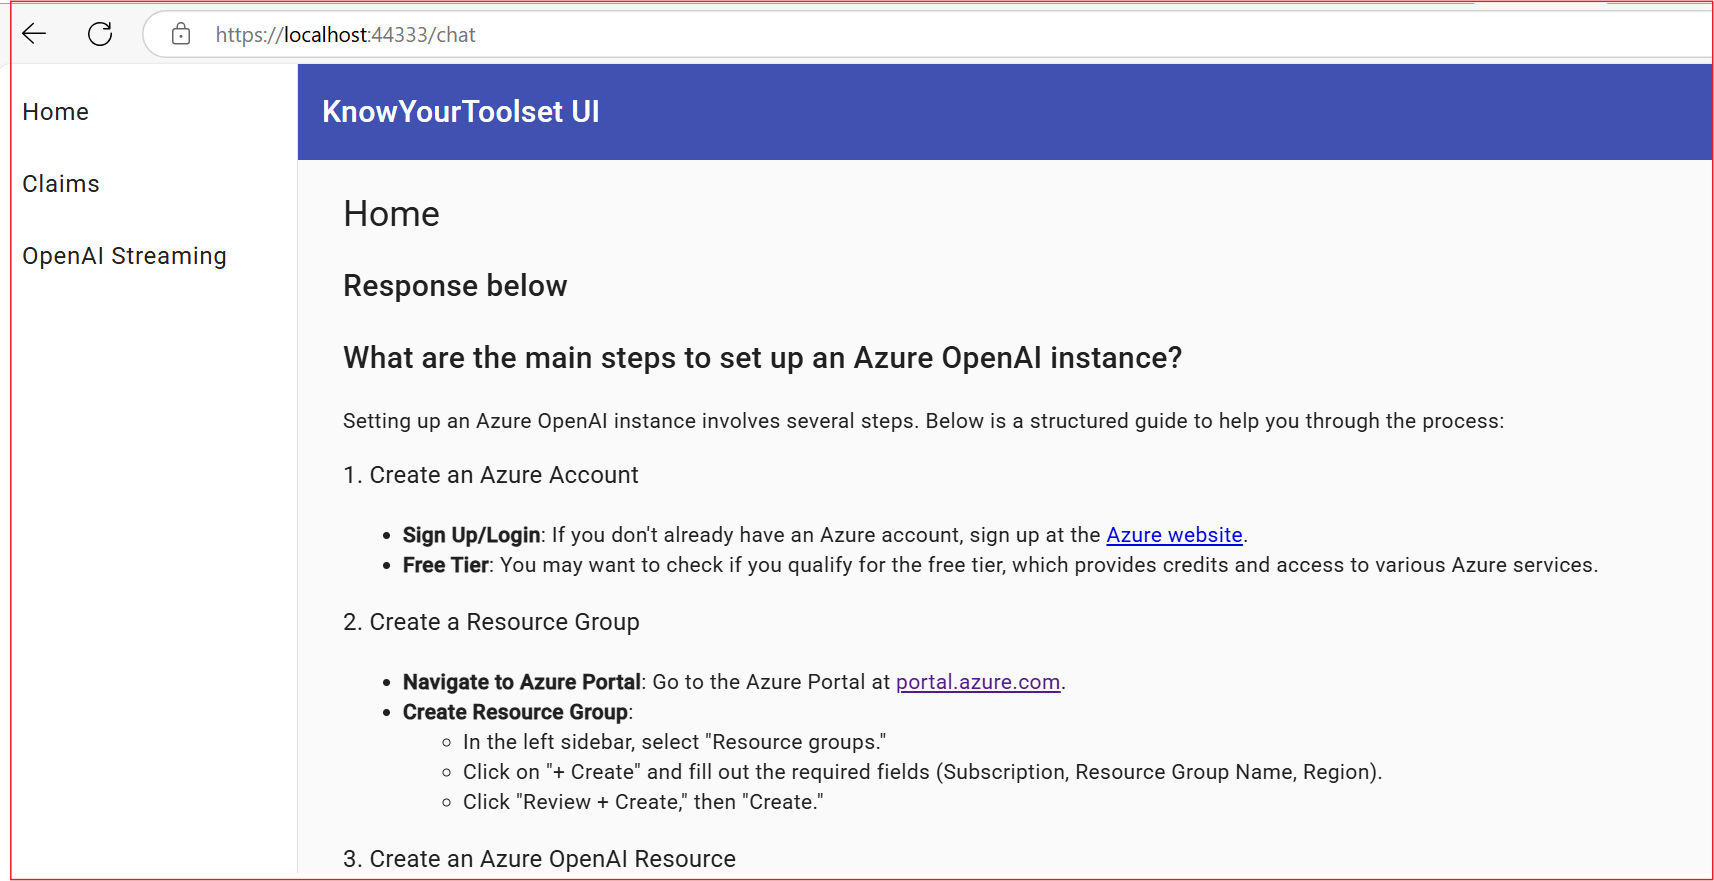 https://localhost:44333/chat
Home
Claims
OpenAI Streaming
KnowYourToolset UI
Home
Response below
What are the main steps to set up an Azure OpenAI instance?
Setting up an Azure OpenAI instance involves several steps. Below is a structured guide to help you through the process:
1. Create an Azure Account
• Sign Up/Login: If you don't already have an Azure account, sign up at the Azure website.
• Free Tier: You may want to check if you qualify for the free tier, which provides credits and access to various Azure services.
2. Create a Resource Group
• Navigate to Azure Portal: Go to the Azure Portal at portal.azure.com.
• Create Resource Group:
◦ In the left sidebar, select "Resource groups."
◦ Click on "+ Create" and fill out the required fields (Subscription, Resource Group Name, Region).
◦ Click "Review + Create," then "Create."
3. Create an Azure OpenAI Resource